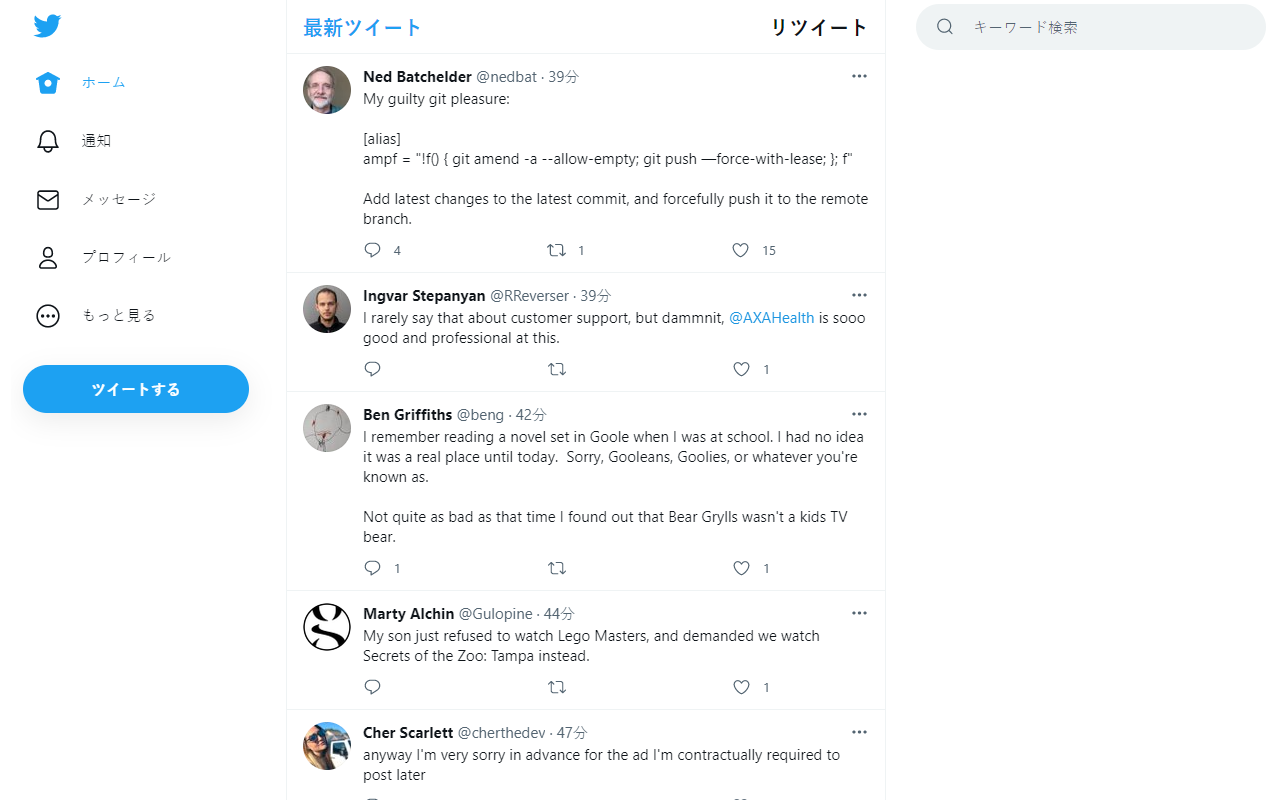 ホーム
通知
メッセージ
プロフィール
もっと見る
ツイートする
最新ツイート
リツイート
Ned Batchelder @nedbat · 39分
My guilty git pleasure:
[alias]
ampf = "!f() { git amend -a --allow-empty; git push —force-with-lease; }; f"
Add latest changes to the latest commit, and forcefully push it to the remote
branch.
4 1 15
Ingvar Stepanyan @RReverser · 39分
I rarely say that about customer support, but dammnit, @AXAHealth is sooo
good and professional at this.
1
Ben Griffiths @beng · 42分
I remember reading a novel set in Goole when I was at school. I had no idea
it was a real place until today.  Sorry, Gooleans, Goolies, or whatever you're
known as.
Not quite as bad as that time I found out that Bear Grylls wasn't a kids TV
bear.
1 1
Marty Alchin @Gulopine · 44分
My son just refused to watch Lego Masters, and demanded we watch
Secrets of the Zoo: Tampa instead.
1
Cher Scarlett @cherthedev · 47分
anyway I'm very sorry in advance for the ad I'm contractually required to
post later
キーワード検索